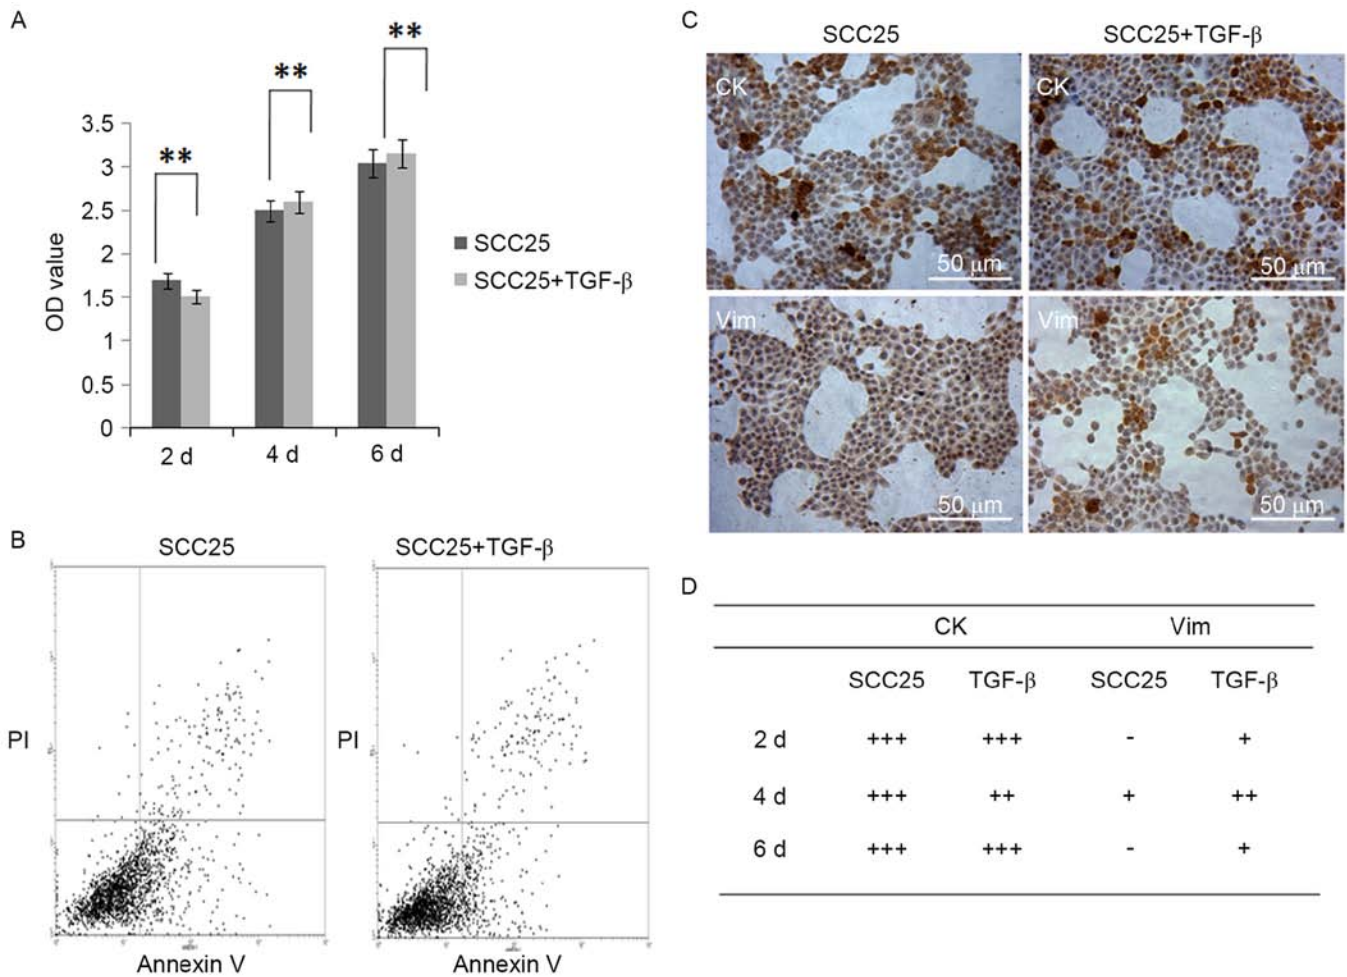 A
**
**
**
3.5
3
2.5
2
1.5
1
0.5
0
OD value
2 d
4 d
6 d
SCC25
SCC25+TGF-β
B
SCC25
SCC25+TGF-β
PI
PI
Annexin V
Annexin V
C
SCC25
SCC25+TGF-β
CK
50 μm
CK
50 μm
Vim
50 μm
Vim
50 μm
D
CK Vim
SCC25 TGF-β SCC25 TGF-β
2 d +++ +++ - +
4 d +++ ++ + ++
6 d +++ +++ - +